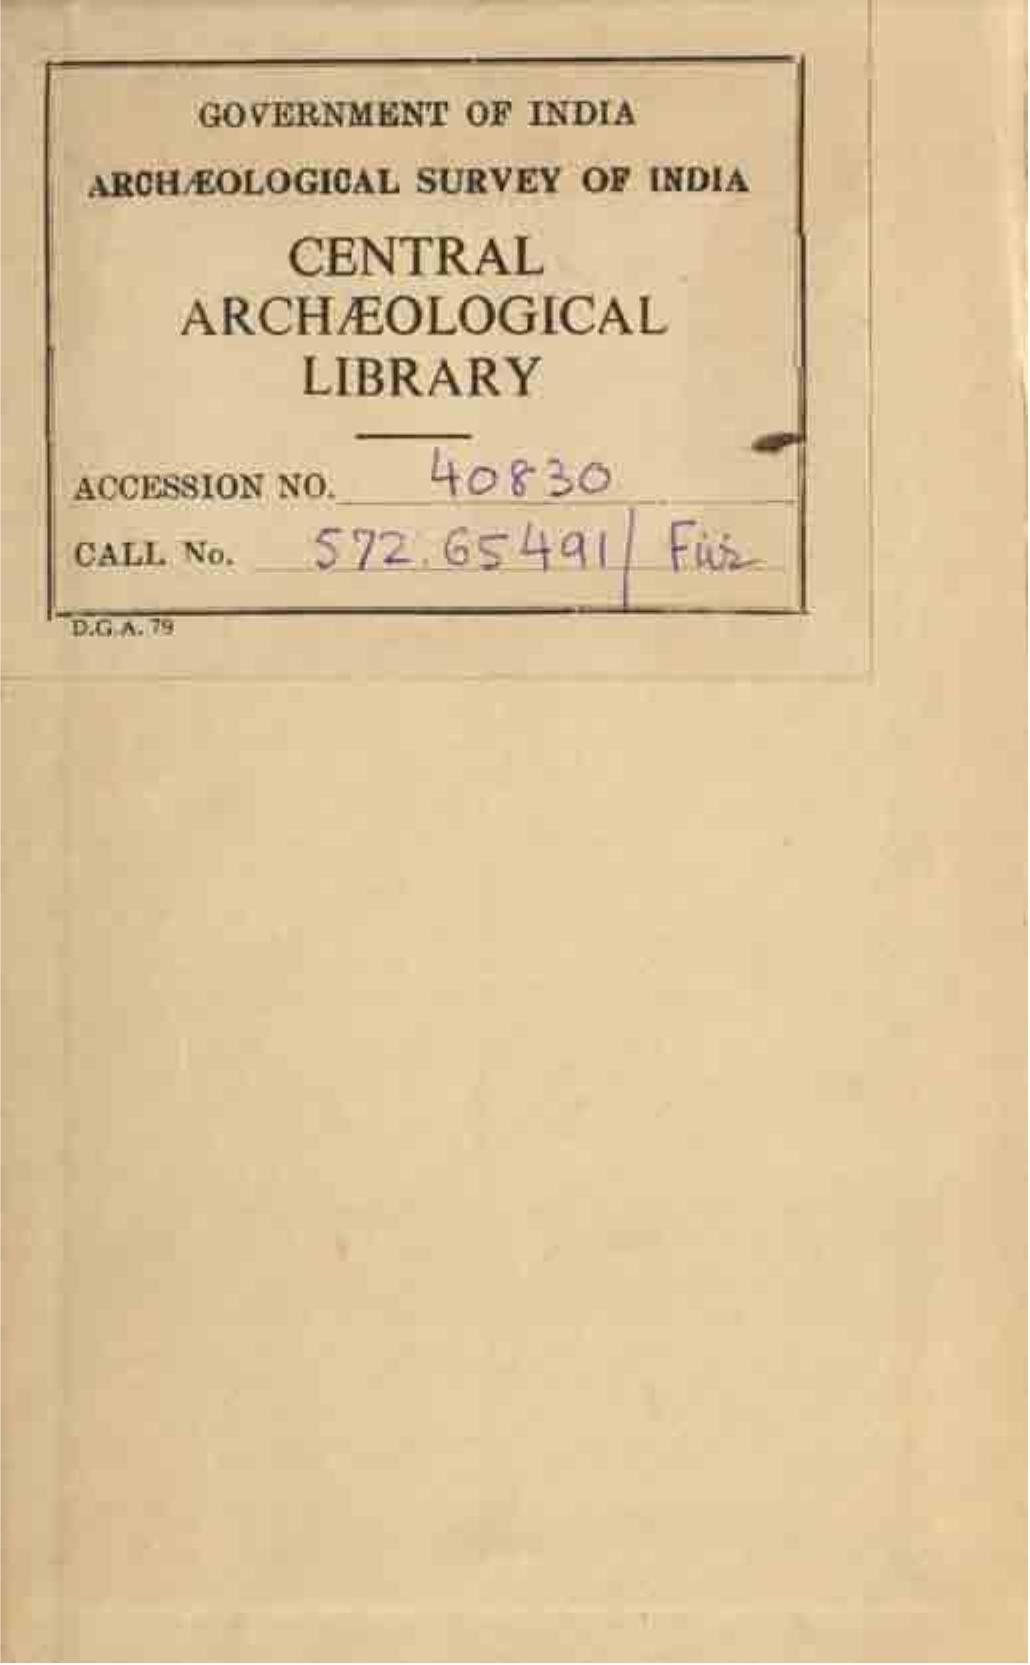 GOVERNMENT OF INDIA
ARCHÆOLOGICAL SURVEY OF INDIA
CENTRAL
ARCHÆOLOGICAL
LIBRARY
ACCESSION NO. 40830
CALL No. 572.65491/ Für
D.G.A. 79